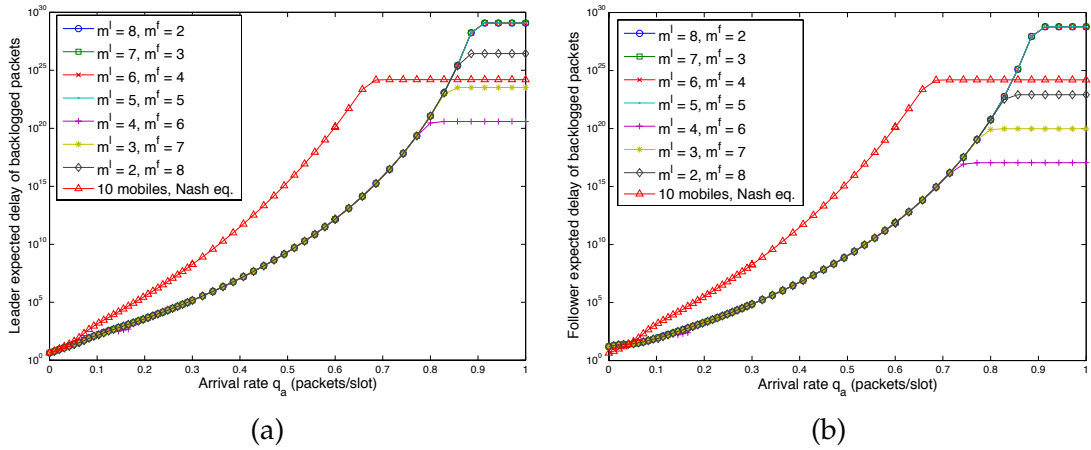 10^30
10^25
10^20
10^15
10^10
10^5
10^0
Leader expected delay of backlogged packets
m^l = 8, m^f = 2
m^l = 7, m^f = 3
m^l = 6, m^f = 4
m^l = 5, m^f = 5
m^l = 4, m^f = 6
m^l = 3, m^f = 7
m^l = 2, m^f = 8
10 mobiles, Nash eq.
0 0.1 0.2 0.3 0.4 0.5 0.6 0.7 0.8 0.9 1
Arrival rate q_a (packets/slot)
(a)
10^30
10^25
10^20
10^15
10^10
10^5
10^0
Follower expected delay of backlogged packets
m^l = 8, m^f = 2
m^l = 7, m^f = 3
m^l = 6, m^f = 4
m^l = 5, m^f = 5
m^l = 4, m^f = 6
m^l = 3, m^f = 7
m^l = 2, m^f = 8
10 mobiles, Nash eq.
0 0.1 0.2 0.3 0.4 0.5 0.6 0.7 0.8 0.9 1
Arrival rate q_a (packets/slot)
(b)